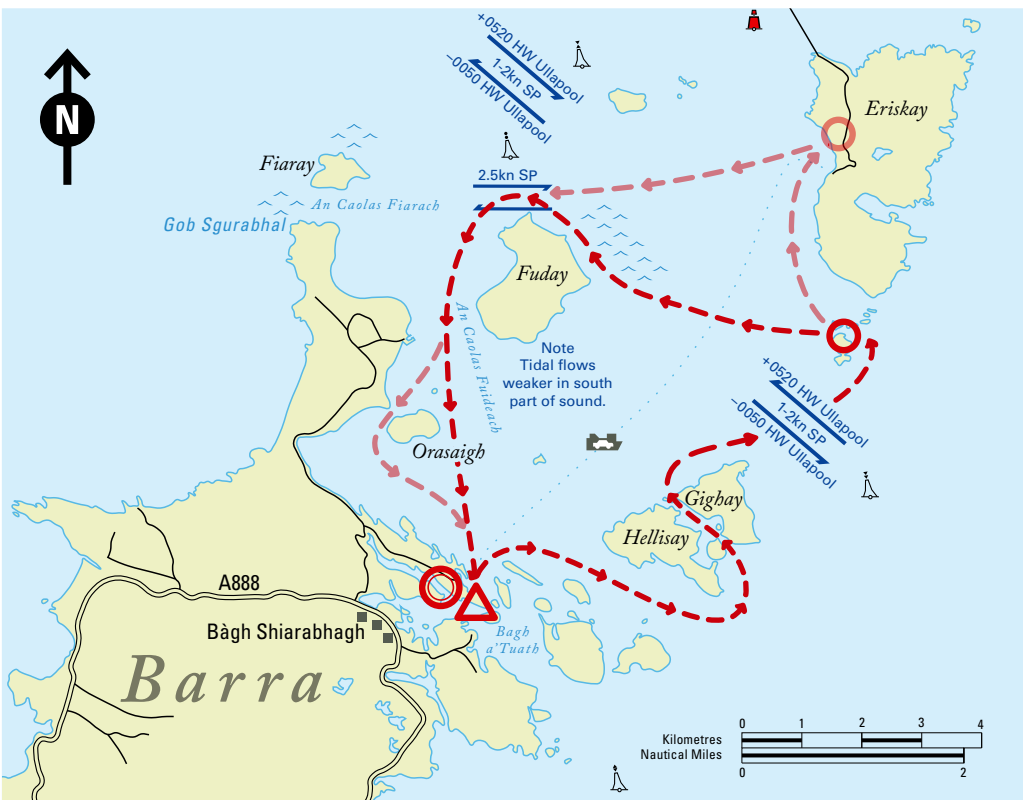 +0520 HW Ullapool
1-2kn SP
–0050 HW Ullapool
N
Eriskay
Fiaray
2.5kn SP
An Caolas Fiarach
Gob Sgurabhal
Fuday
An Caolas Fuideach
Note
Tidal flows
weaker in south
part of sound.
+0520 HW Ullapool
1-2kn SP
–0050 HW Ullapool
Orasaigh
Gighay
Hellisay
A888
Bàgh Shiarabhagh
Bagh
a'Tuath
Barra
0 1 2 3 4
Kilometres
Nautical Miles
0 2